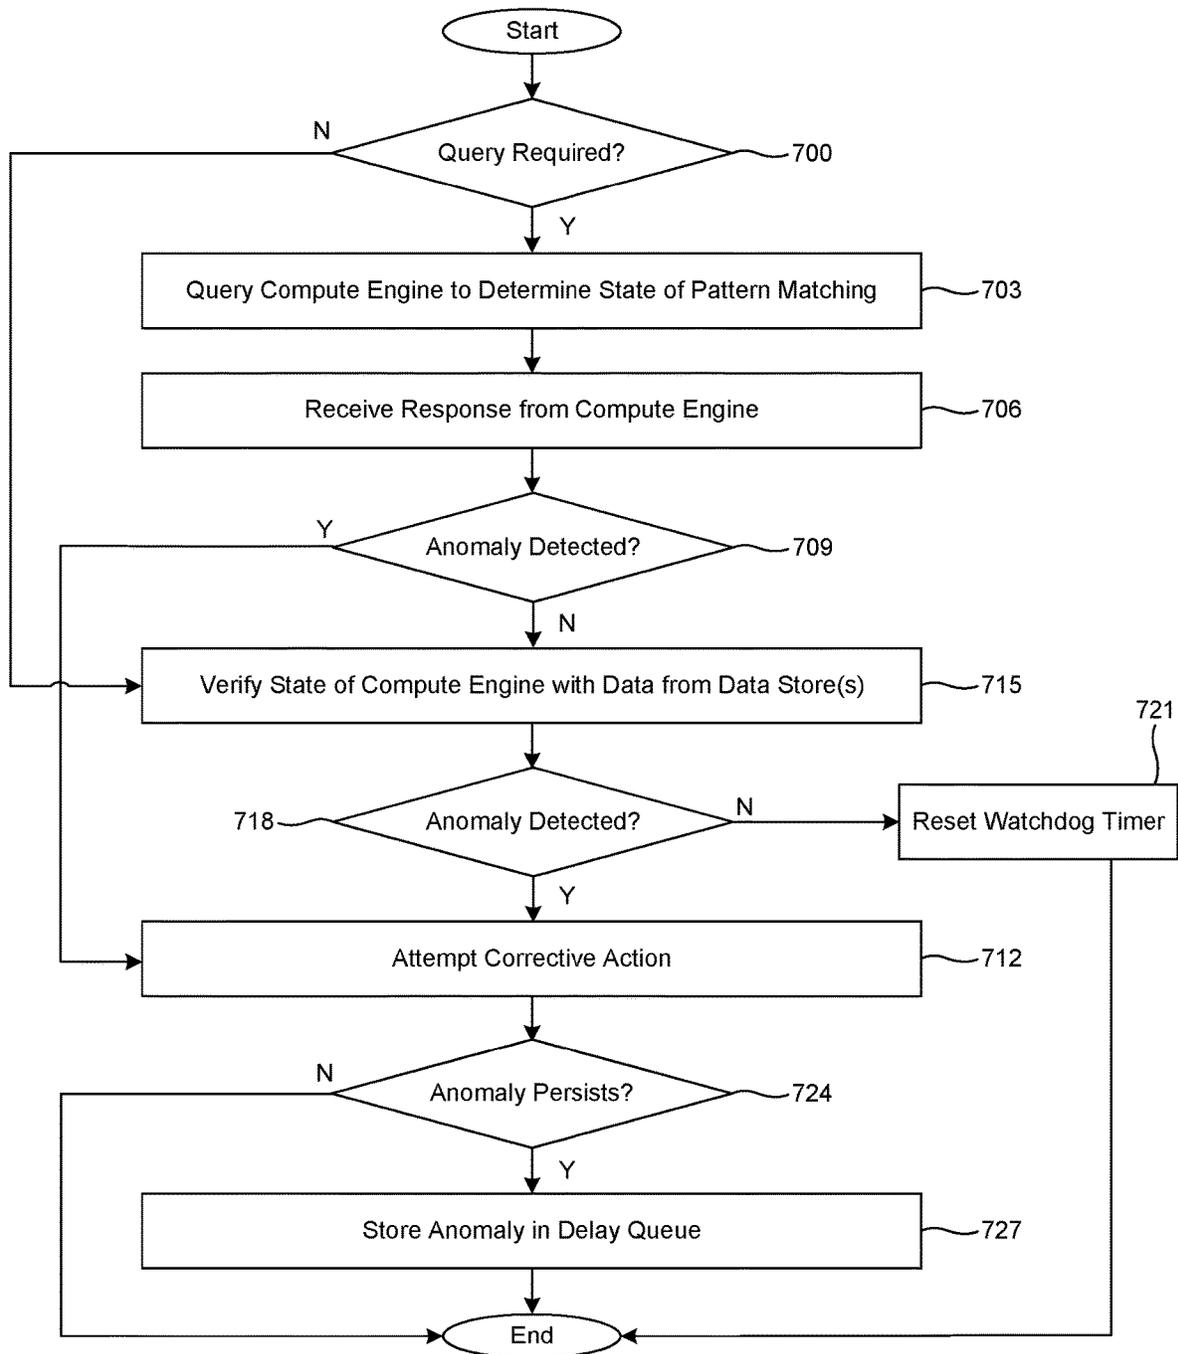 Start
N
Query Required?
700
Y
Query Compute Engine to Determine State of Pattern Matching
703
Receive Response from Compute Engine
706
Y
Anomaly Detected?
709
N
Verify State of Compute Engine with Data from Data Store(s)
715
721
718
Anomaly Detected?
N
Reset Watchdog Timer
Y
Attempt Corrective Action
712
N
Anomaly Persists?
724
Y
Store Anomaly in Delay Queue
727
End